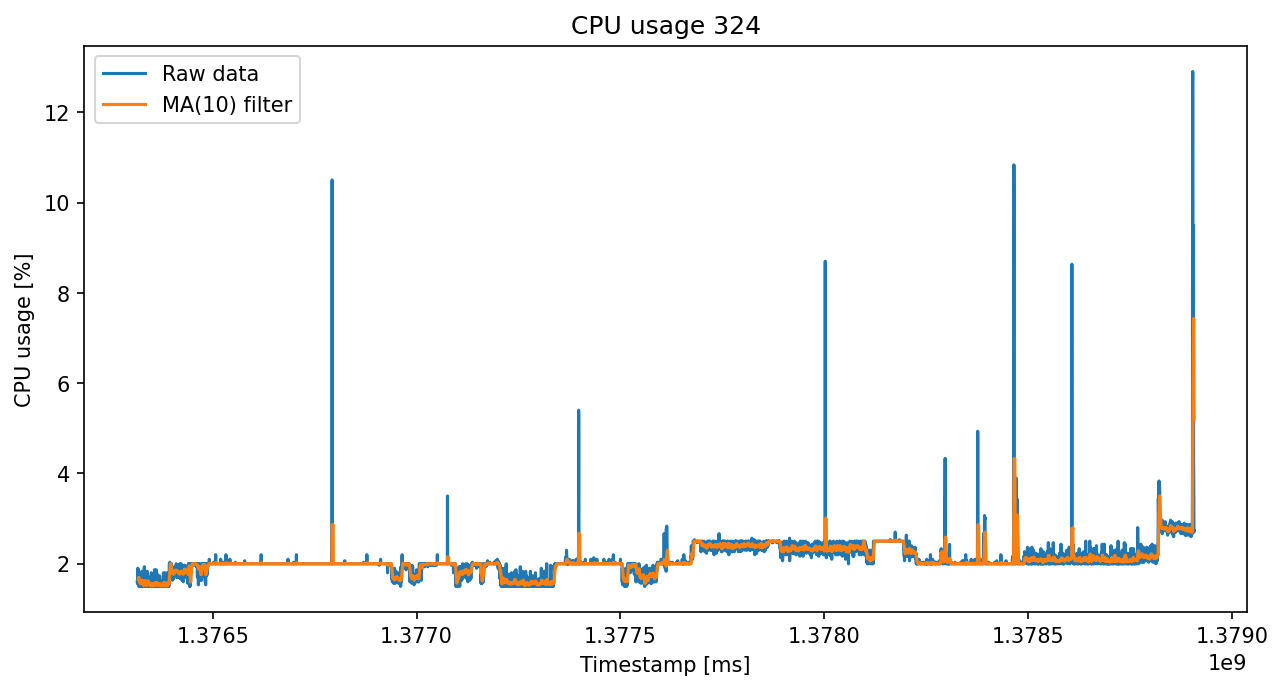 CPU usage 324
Raw data
MA(10) filter
CPU usage [%]
12
10
8
6
4
2
1.3765 1.3770 1.3775 1.3780 1.3785 1.3790
1e9
Timestamp [ms]